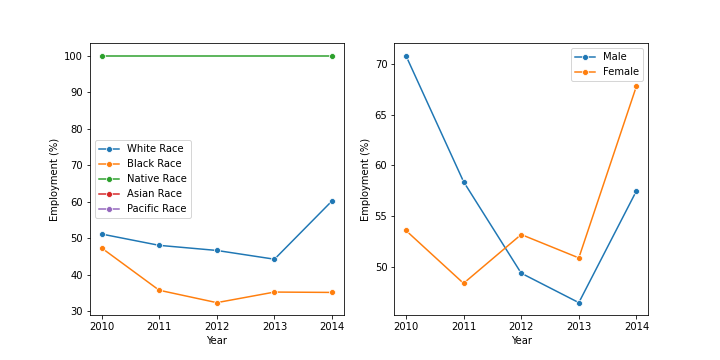 100
90
80
70
60
50
40
30
Employment (%)
White Race
Black Race
Native Race
Asian Race
Pacific Race
2010 2011 2012 2013 2014
Year
70
65
60
55
50
Employment (%)
Male
Female
2010 2011 2012 2013 2014
Year